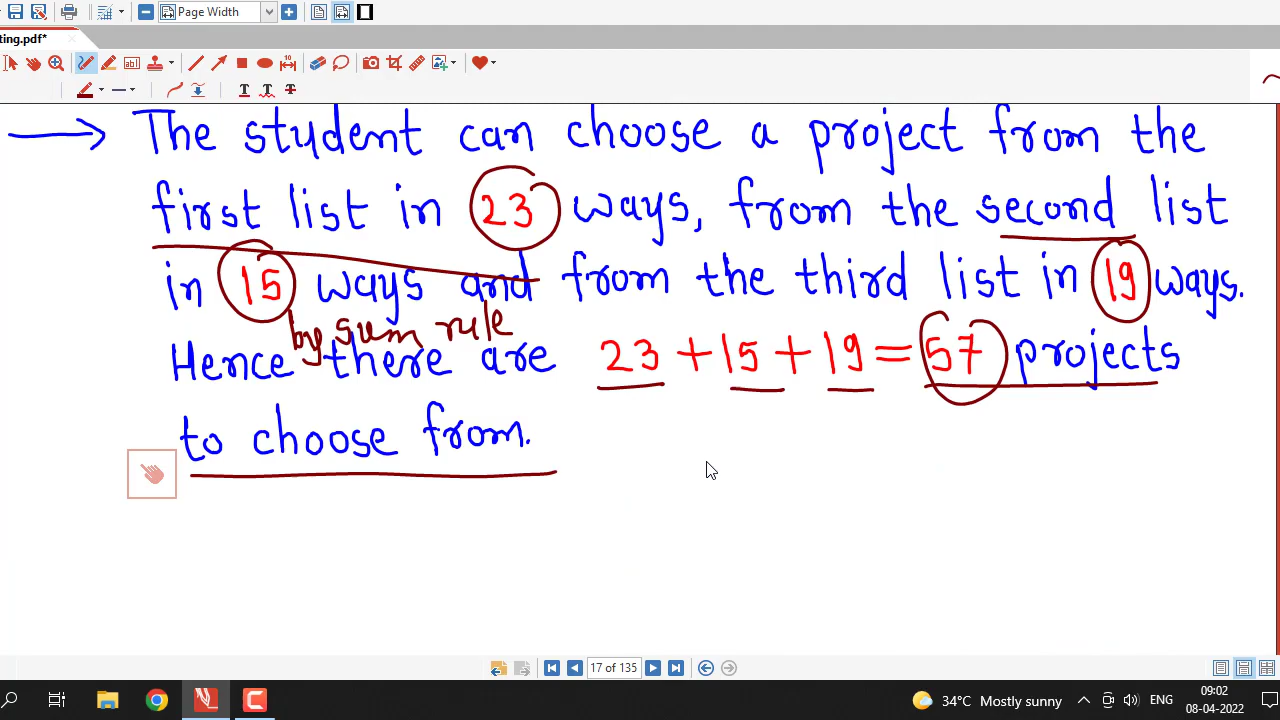 Page Width
ting.pdf*
10
→ The student can choose a project from the
first list in 23 ways, from the second list
in 15 ways and from the third list in 19 ways.
by sum rule
Hence there are 23 + 15 + 19 = 57 projects
to choose from.
17 of 135
34°C Mostly sunny
ENG
09:02
08-04-2022